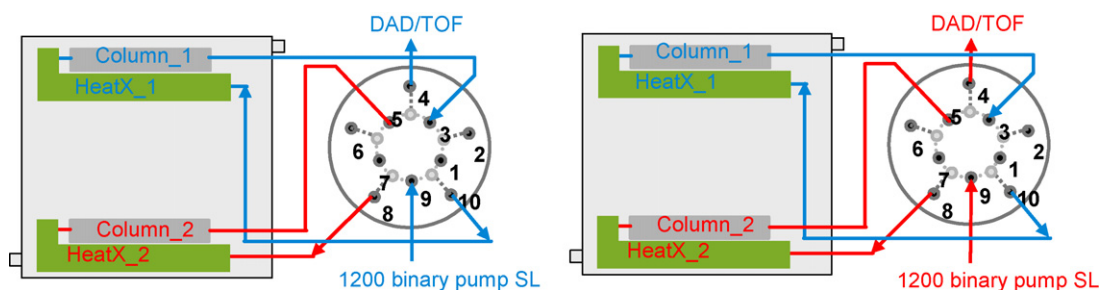 DAD/TOF
Column_1
HeatX_1
4
5
3
6
2
1
7
10
9
8
Column_2
HeatX_2
1200 binary pump SL
DAD/TOF
Column_1
HeatX_1
4
5
3
6
2
1
7
10
9
8
Column_2
HeatX_2
1200 binary pump SL